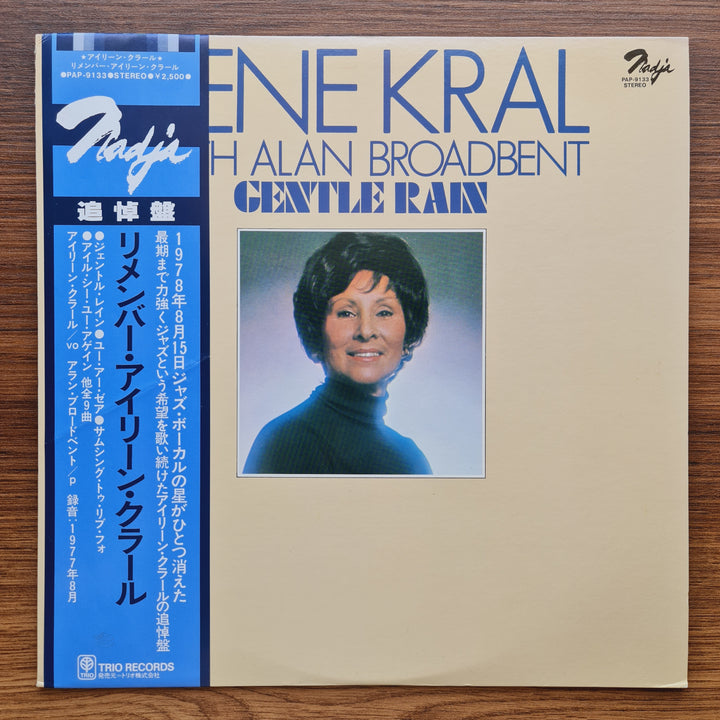 ★アイリーン・クラール★
リメンバー・アイリーン・クラール
●PAP-9133●STEREO●¥2,500●
Nadja
追悼盤
1978年8月15日ジャズ・ボーカルの星がひとつ消えた
最期まで力強くジャズという希望を歌い続けたアイリーン・クラールの追悼盤
リメンバー・アイリーン・クラール
●ジェントル・レイン●ユー・アー・ゼア●サムシング・トゥ・リブ・フォ
●アイル・シー・ユー・アゲイン 他全9曲
アイリーン・クラール/vo アラン・ブロードベント/p 録音:1977年8月
TRIO
TRIO RECORDS
発売元―トリオ株式会社
ENE KRAL
H ALAN BROADBENT
GENTLE RAIN
Nadja
PAP-9133
STEREO